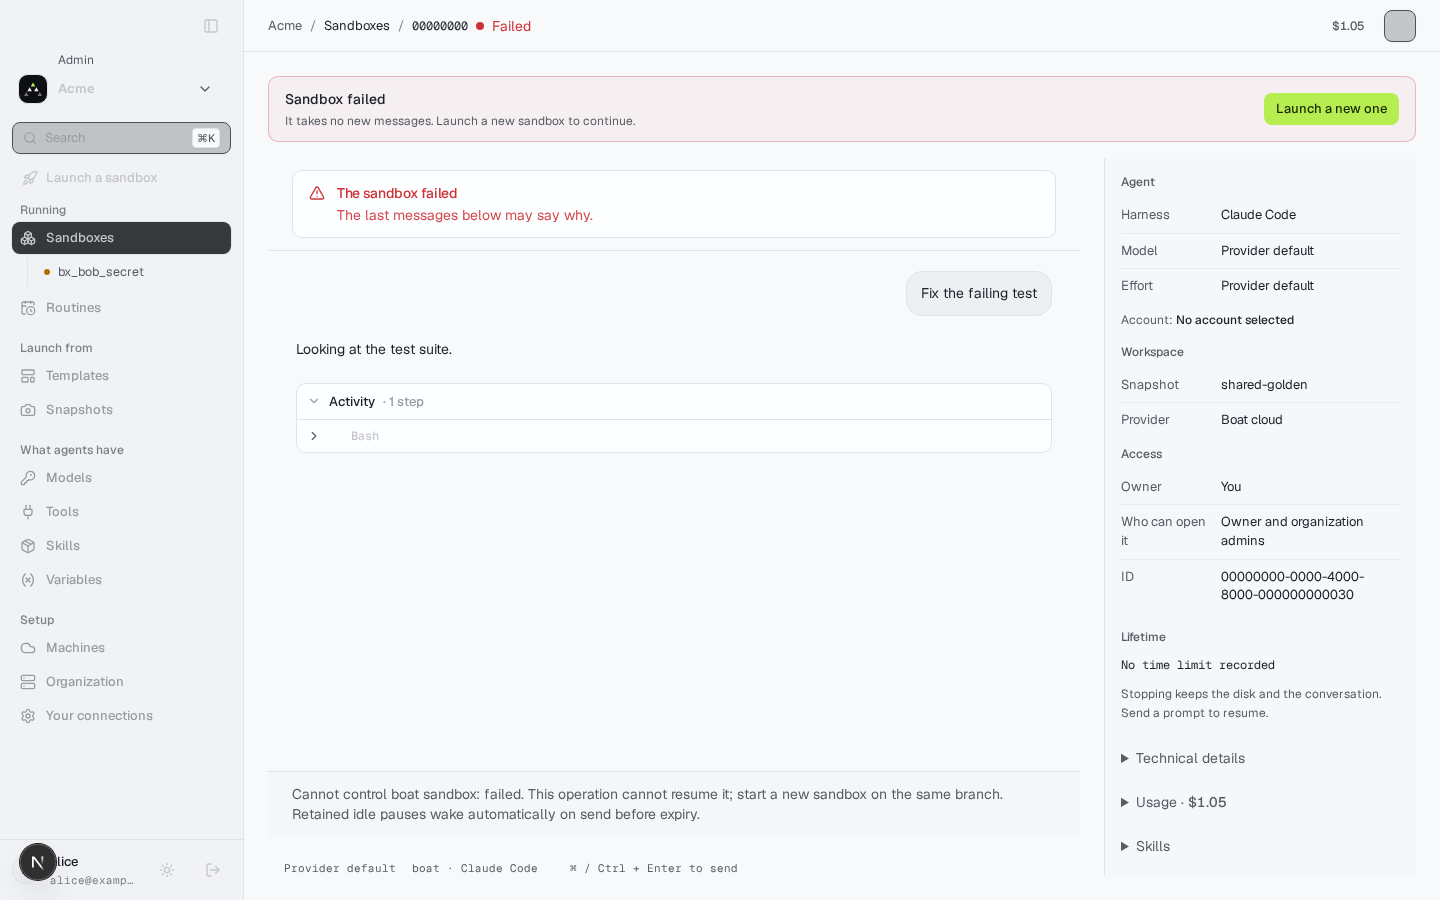 Admin
Acme
Search ⌘K
Launch a sandbox
Running
Sandboxes
bx_bob_secret
Routines
Launch from
Templates
Snapshots
What agents have
Models
Tools
Skills
Variables
Setup
Machines
Organization
Your connections
N
lice
alice@examp…
Acme / Sandboxes / 00000000 Failed
$1.05
Sandbox failed
It takes no new messages. Launch a new sandbox to continue.
Launch a new one
The sandbox failed
The last messages below may say why.
Fix the failing test
Looking at the test suite.
Activity · 1 step
Bash
Cannot control boat sandbox: failed. This operation cannot resume it; start a new sandbox on the same branch.
Retained idle pauses wake automatically on send before expiry.
Provider default boat · Claude Code ⌘ / Ctrl + Enter to send
Agent
Harness Claude Code
Model Provider default
Effort Provider default
Account: No account selected
Workspace
Snapshot shared-golden
Provider Boat cloud
Access
Owner You
Who can open it Owner and organization admins
ID 00000000-0000-4000-
8000-000000000030
Lifetime
No time limit recorded
Stopping keeps the disk and the conversation.
Send a prompt to resume.
Technical details
Usage · $1.05
Skills